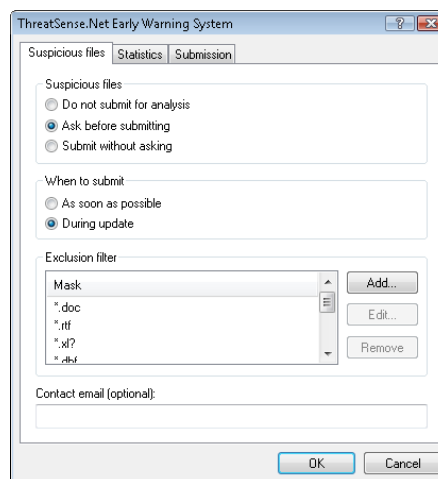 ThreatSense.Net Early Warning System
Suspicious files Statistics Submission
Suspicious files
Do not submit for analysis
Ask before submitting
Submit without asking
When to submit
As soon as possible
During update
Exclusion filter
Mask
*.doc
*.rtf
*.xl?
*.dbf
Add...
Edit...
Remove
Contact email (optional):
OK Cancel